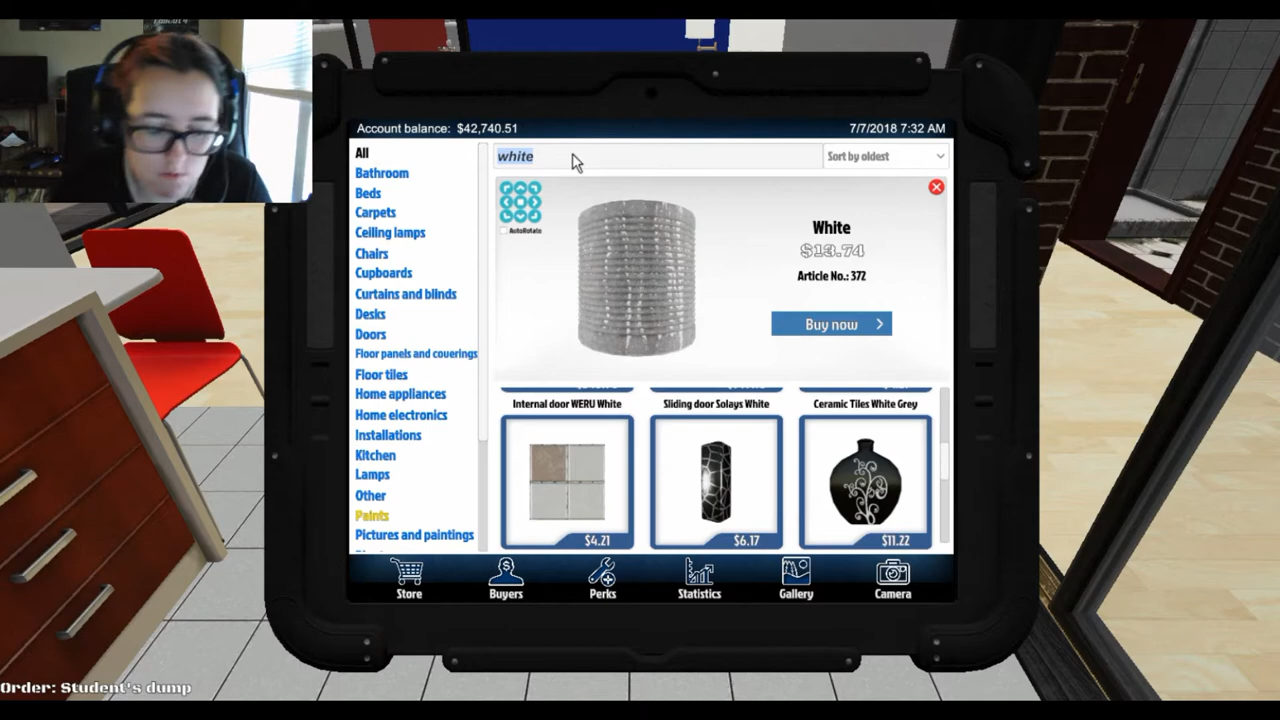 Account balance: $42,740.51
7/7/2018 7:32 AM
white
Sort by oldest
All
Bathroom
Beds
Carpets
Ceiling lamps
Chairs
Cupboards
Curtains and blinds
Desks
Doors
Floor panels and coverings
Floor tiles
Home appliances
Home electronics
Installations
Kitchen
Lamps
Other
Paints
Pictures and paintings
AutoRotate
White
$13.74
Article No.: 372
Buy now
Internal door WERU White
Sliding door Solays White
Ceramic Tiles White Grey
$4.21
$6.17
$11.22
Store
Buyers
Perks
Statistics
Gallery
Camera
Order: Student's dump